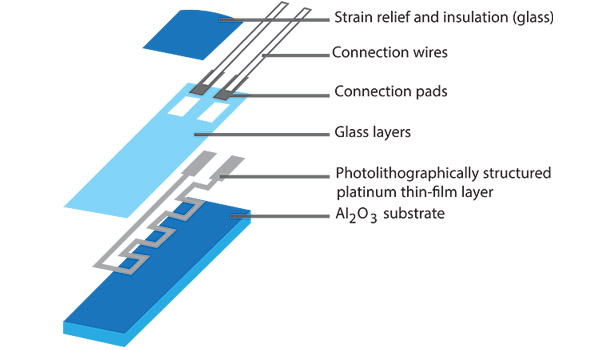 Strain relief and insulation (glass)
Connection wires
Connection pads
Glass layers
Photolithographically structured
platinum thin-film layer
Al₂O₃ substrate